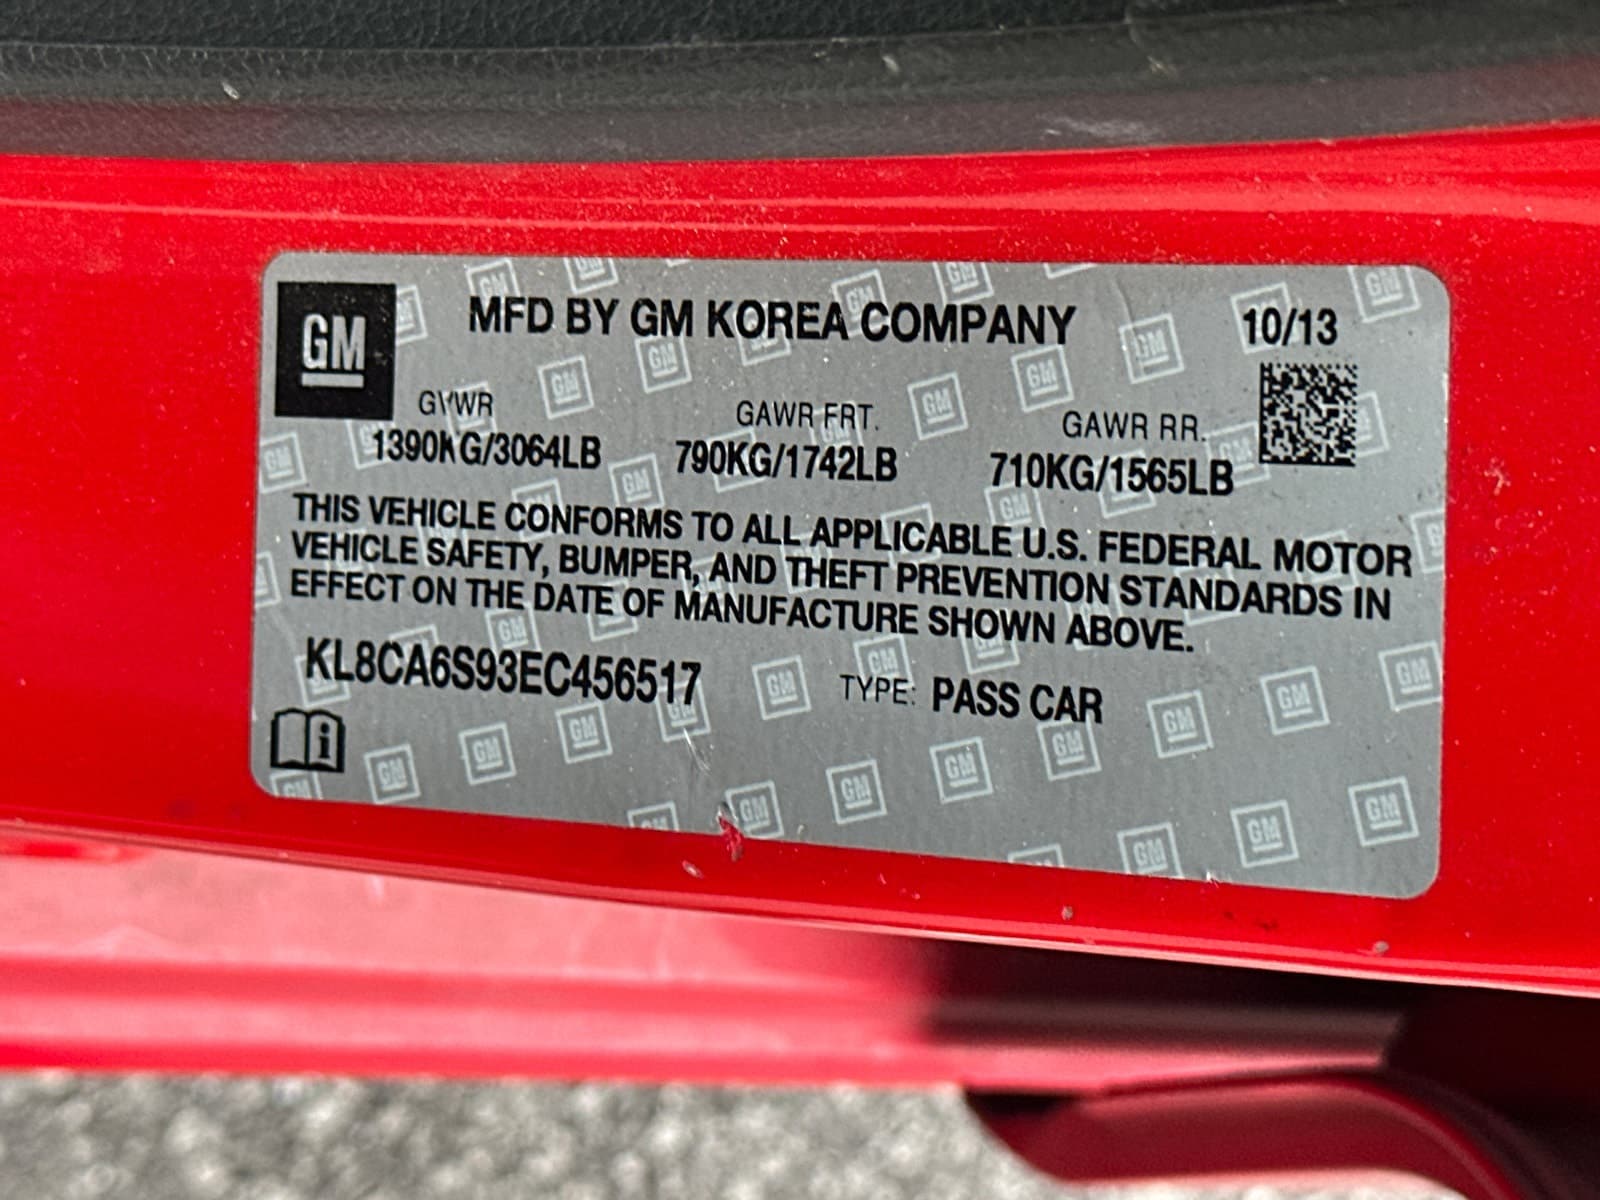 GM
MFD BY GM KOREA COMPANY 10/13
GVWR GAWR FRT. GAWR RR.
1390KG/3064LB 790KG/1742LB 710KG/1565LB
THIS VEHICLE CONFORMS TO ALL APPLICABLE U.S. FEDERAL MOTOR
VEHICLE SAFETY, BUMPER, AND THEFT PREVENTION STANDARDS IN
EFFECT ON THE DATE OF MANUFACTURE SHOWN ABOVE.
KL8CA6S93EC456517 TYPE: PASS CAR